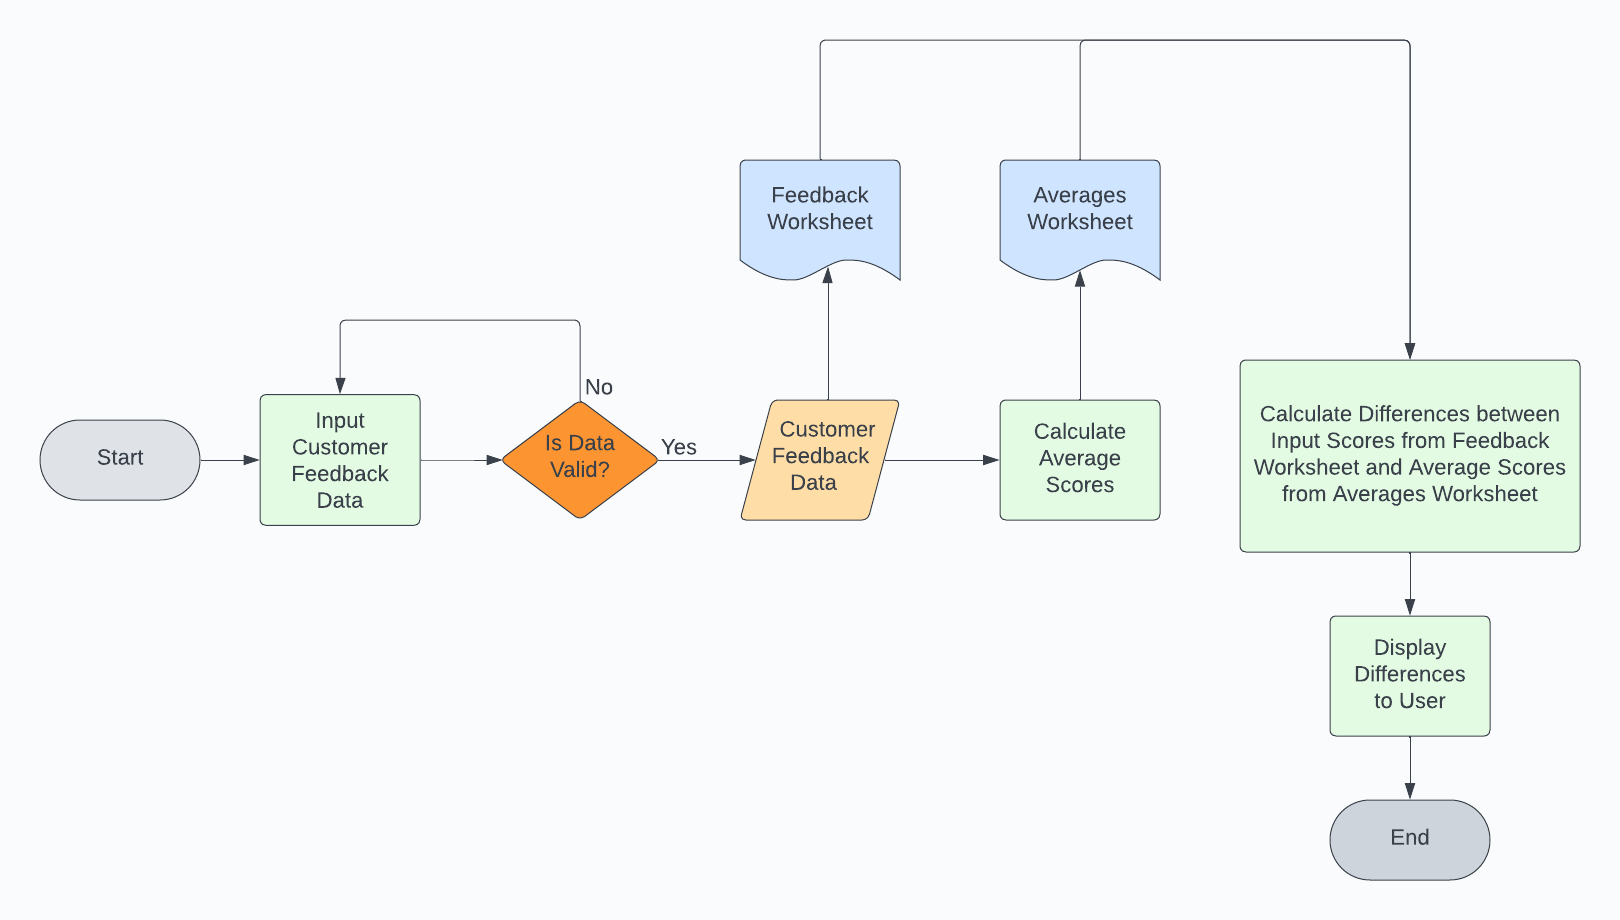 Start
Input
Customer
Feedback
Data
Is Data
Valid?
No
Yes
Customer
Feedback
Data
Feedback
Worksheet
Calculate
Average
Scores
Averages
Worksheet
Calculate Differences between
Input Scores from Feedback
Worksheet and Average Scores
from Averages Worksheet
Display
Differences
to User
End